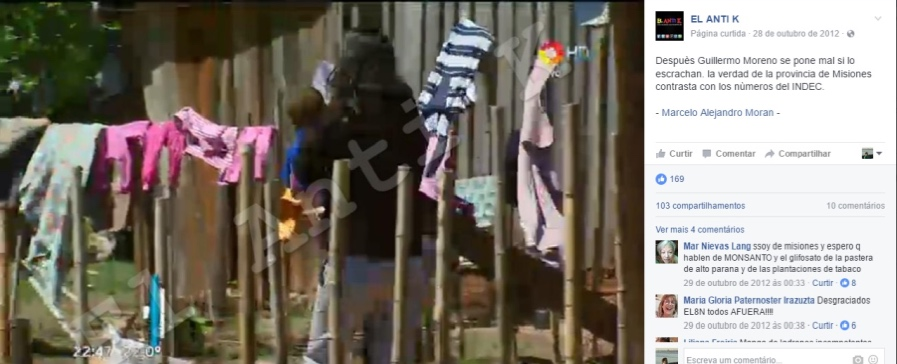 EL ANTI K
Página curtida · 28 de outubro de 2012 ·
Después Guillermo Moreno se pone mal si lo
escrachan. la verdad de la provincia de Misiones
contrasta con los números del INDEC.
- Marcelo Alejandro Moran -
Curtir Comentar Compartilhar
169
103 compartilhamentos 10 comentários
Ver mais 4 comentários
Mar Nievas Lang ssoy de misiones y espero q
hablen de MONSANTO y el glifosato de la pastera
de alto parana y de las plantaciones de tabaco
29 de outubro de 2012 às 00:33 · Curtir · 8
Maria Gloria Paternoster Irazuzta Desgraciados
EL8N todos AFUERA!!!!
29 de outubro de 2012 às 00:38 · Curtir · 6
Escreva um comentário...
El Anti K
HD
22:47 22.0°